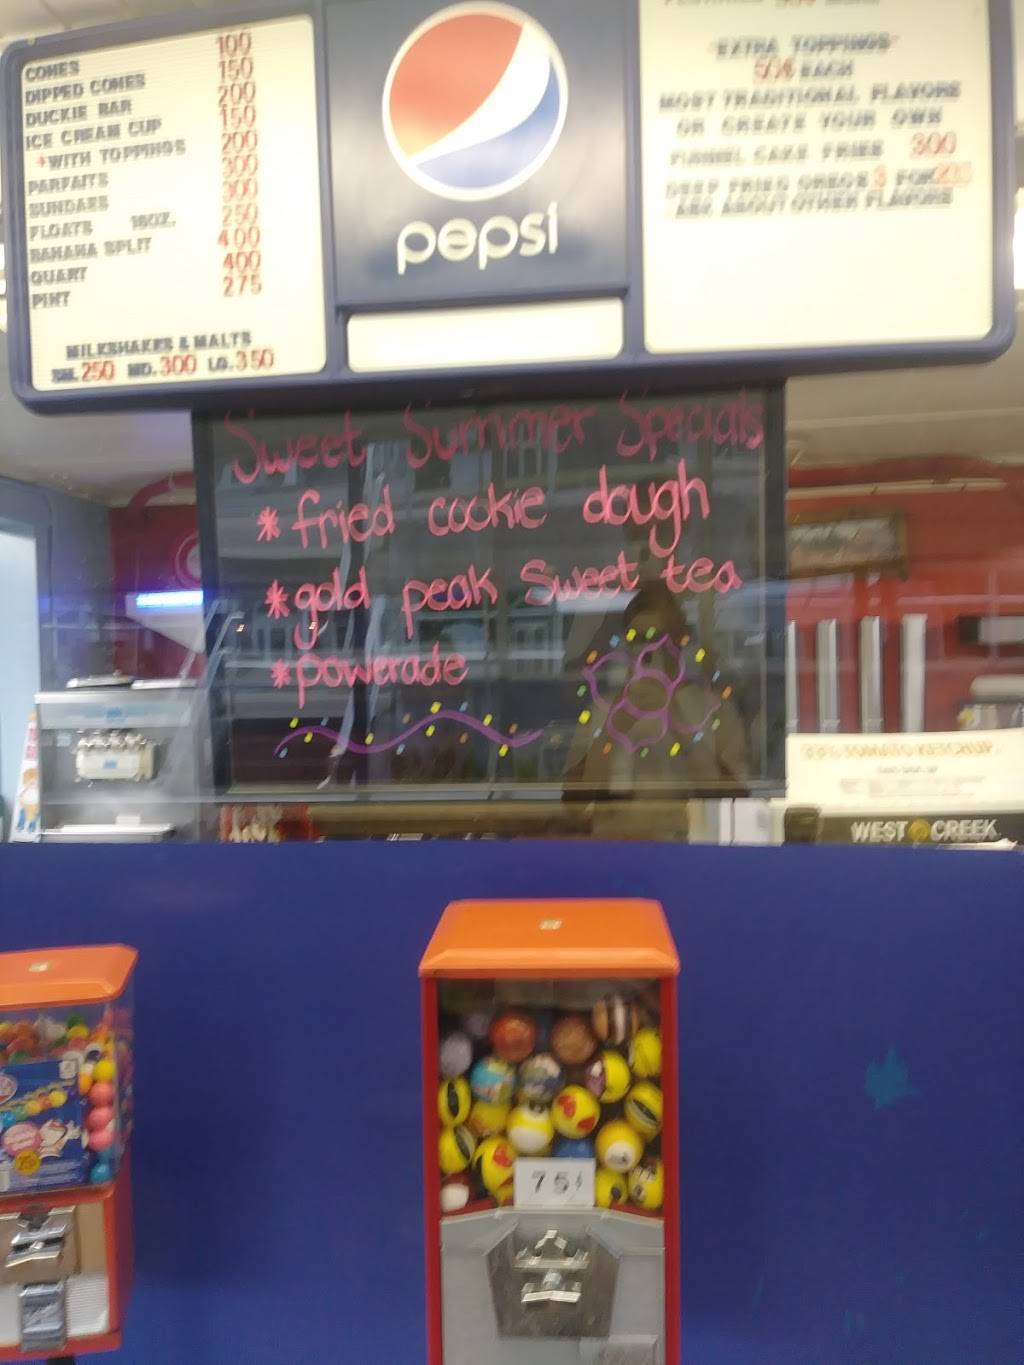 CONES 100
DIPPED CONES 150
DUCKIE BAR 200
ICE CREAM CUP 150
+WITH TOPPINGS 200
PARFAITS 300
SUNDAES 300
FLOATS 16OZ. 250
BANANA SPLIT 400
QUART 400
PINT 275
MILKSHAKES & MALTS
SM. 250 MD. 300 LG. 350
pepsi
EXTRA TOPPINGS
50¢ EACH
MOST TRADITIONAL FLAVORS
OR CREATE YOUR OWN
FUNNEL CAKE FRIES 300
DEEP FRIED OREOS 3 FOR
ASK ABOUT OTHER FLAVORS
Sweet Summer Specials
* fried cookie dough
* gold peak Sweet tea
* powerade
TOMATO KETCHUP
WEST CREEK
75¢
75¢